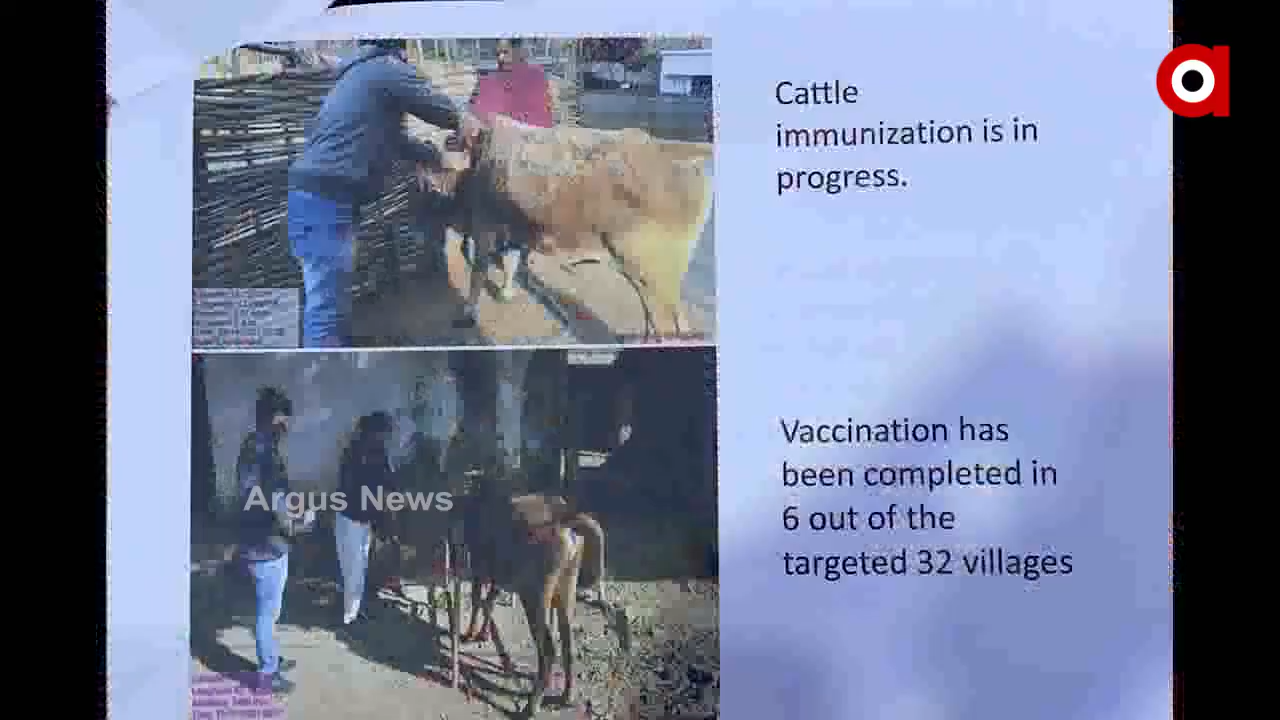 Cattle
immunization is in
progress.
Vaccination has
been completed in
6 out of the
targeted 32 villages
Argus News